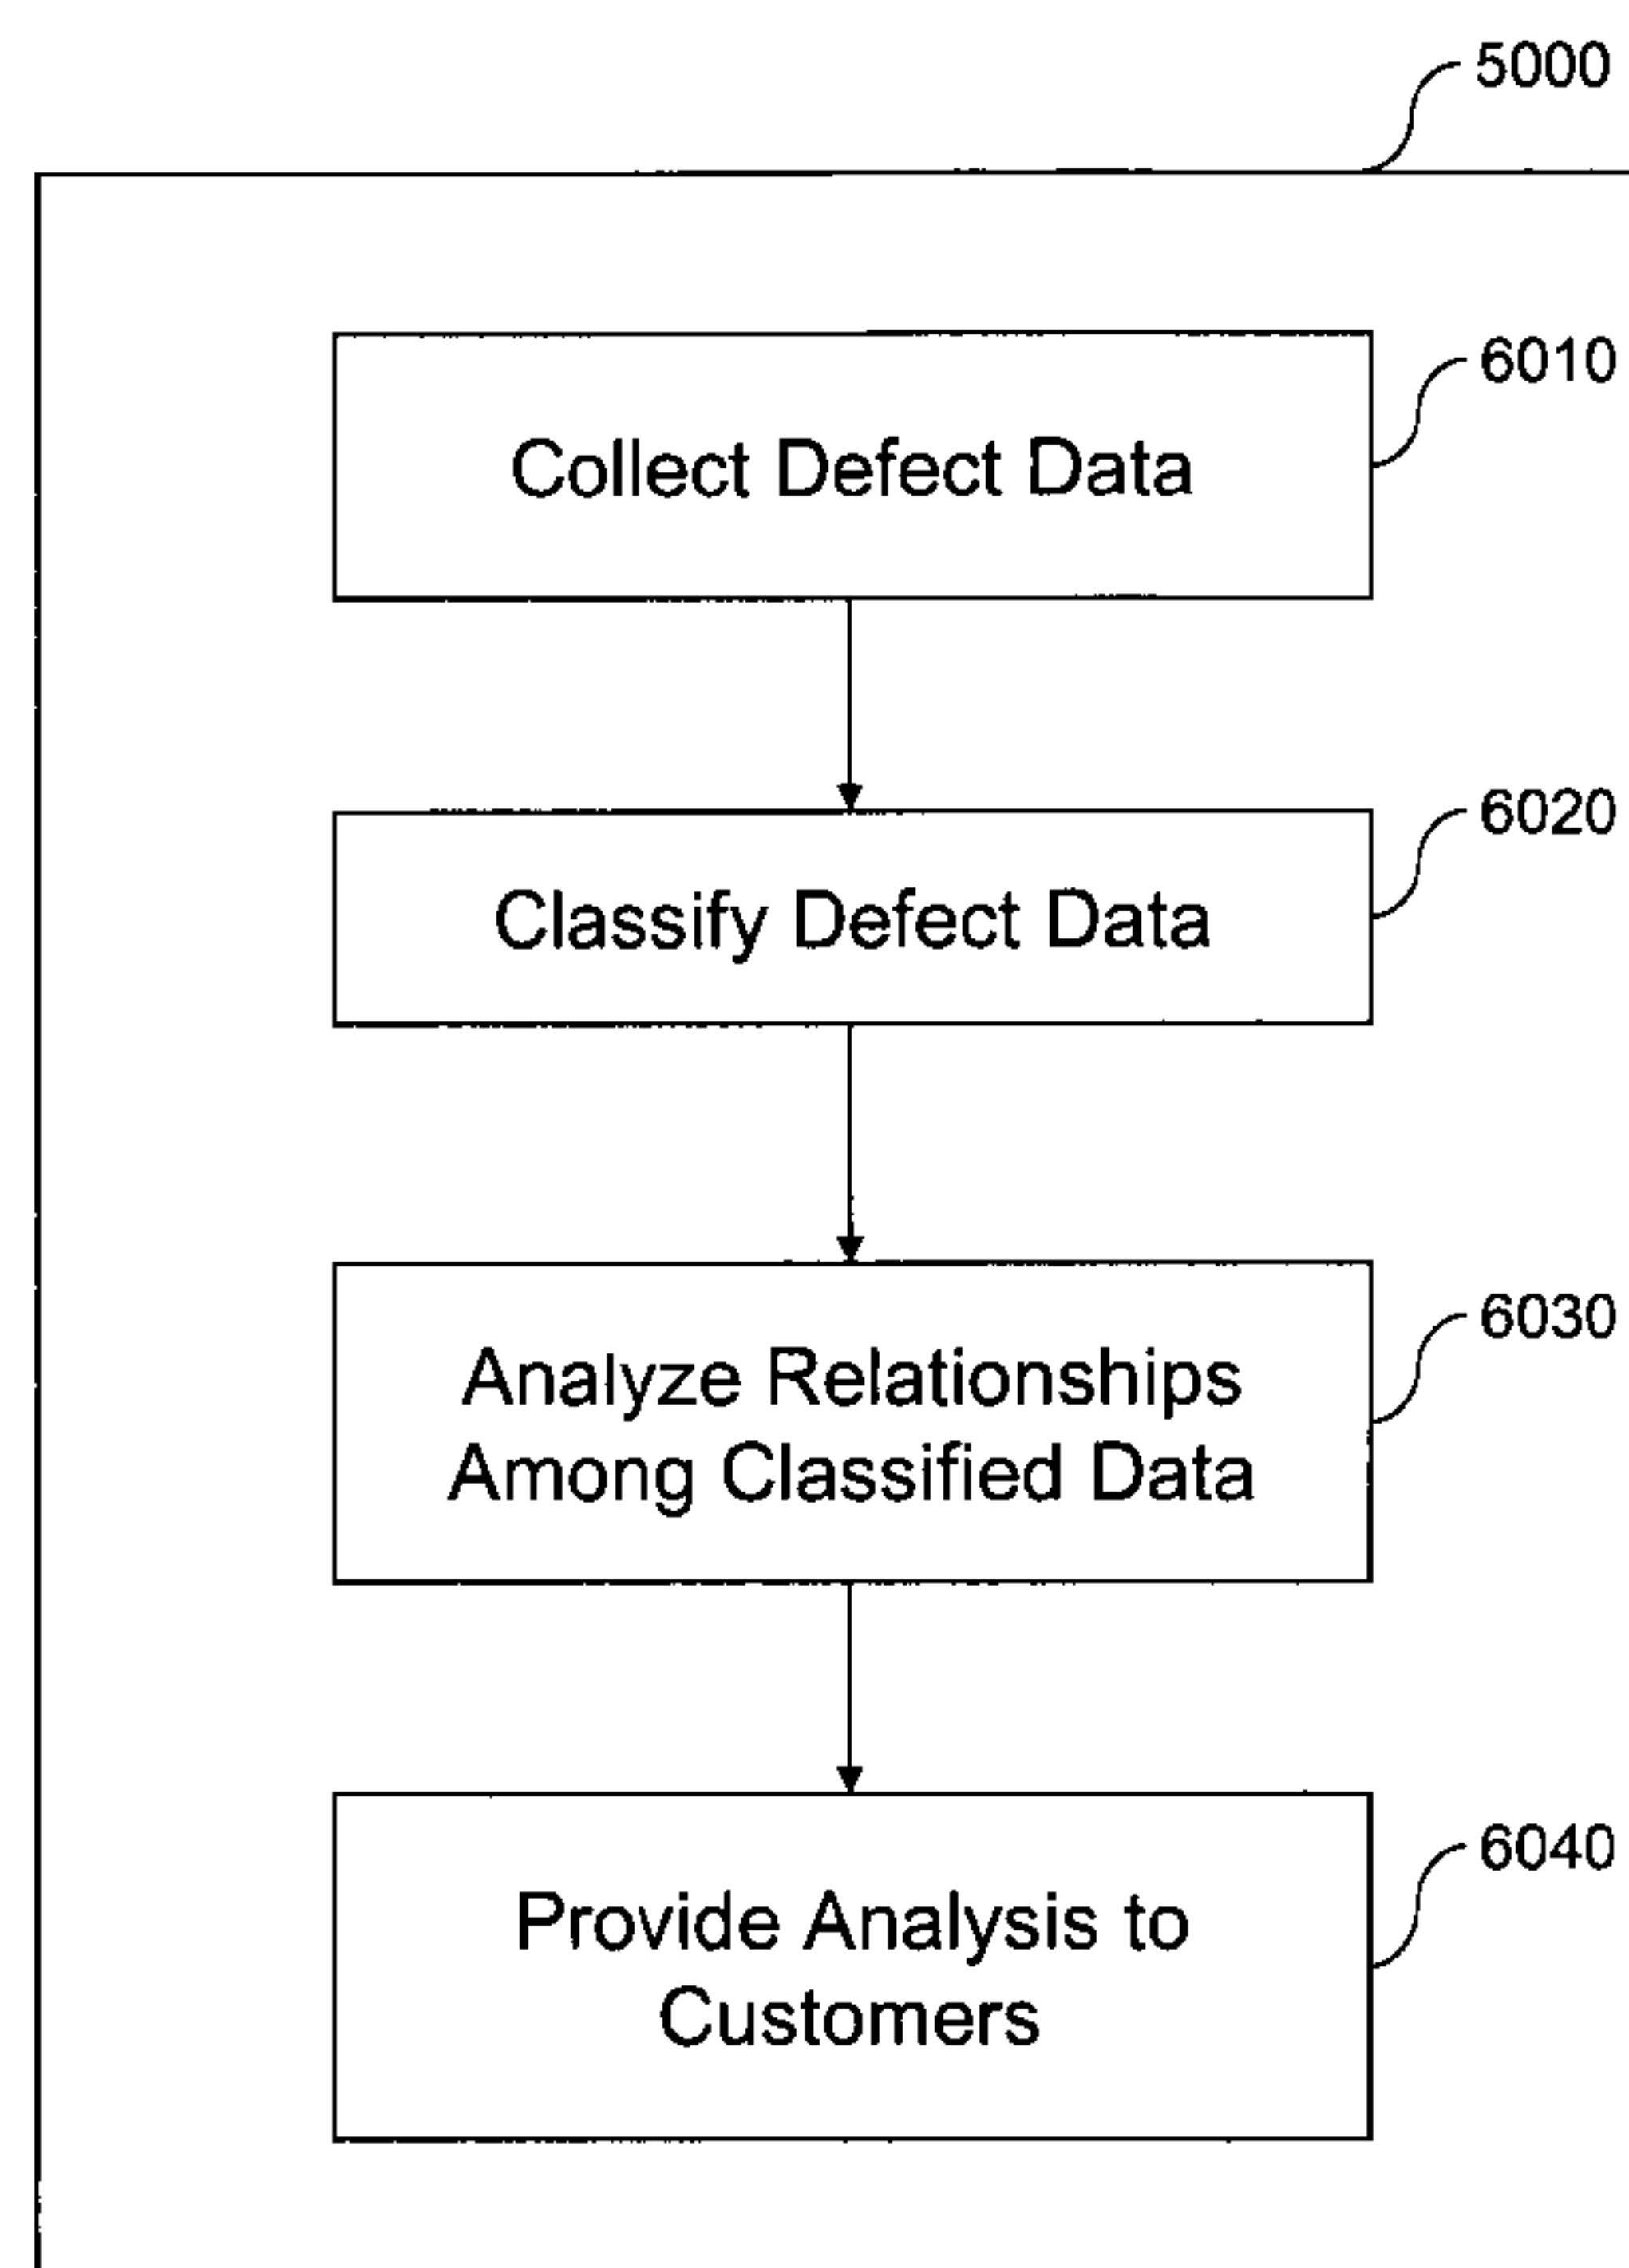 5000
6010
Collect Defect Data
6020
Classify Defect Data
6030
Analyze Relationships
Among Classified Data
6040
Provide Analysis to
Customers